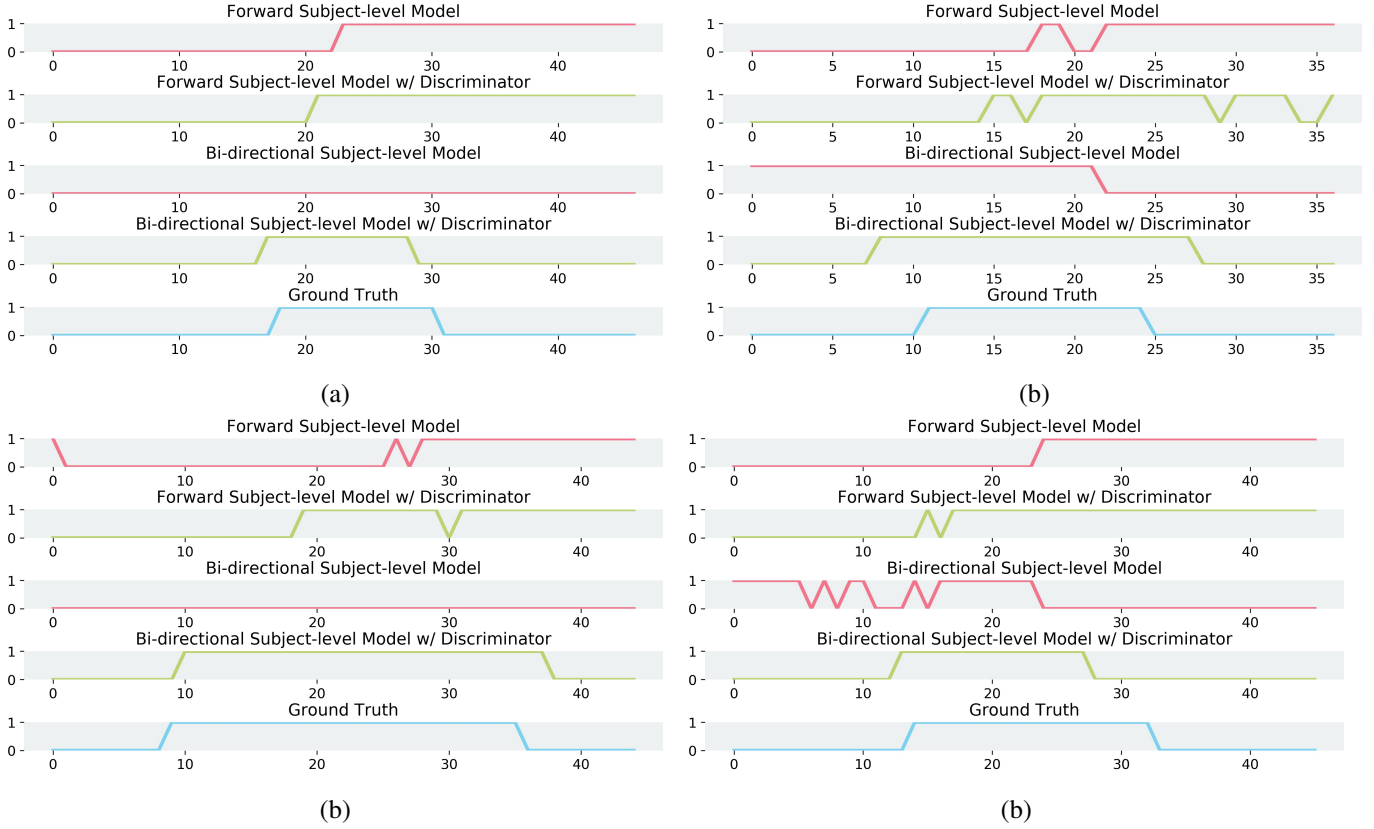 Forward Subject-level Model
1
0
0 10 20 30 40
Forward Subject-level Model w/ Discriminator
1
0
0 10 20 30 40
Bi-directional Subject-level Model
1
0
0 10 20 30 40
Bi-directional Subject-level Model w/ Discriminator
1
0
0 10 20 30 40
Ground Truth
1
0
0 10 20 30 40
(a)
Forward Subject-level Model
1
0
0 5 10 15 20 25 30 35
Forward Subject-level Model w/ Discriminator
1
0
0 5 10 15 20 25 30 35
Bi-directional Subject-level Model
1
0
0 5 10 15 20 25 30 35
Bi-directional Subject-level Model w/ Discriminator
1
0
0 5 10 15 20 25 30 35
Ground Truth
1
0
0 5 10 15 20 25 30 35
(b)
Forward Subject-level Model
1
0
0 10 20 30 40
Forward Subject-level Model w/ Discriminator
1
0
0 10 20 30 40
Bi-directional Subject-level Model
1
0
0 10 20 30 40
Bi-directional Subject-level Model w/ Discriminator
1
0
0 10 20 30 40
Ground Truth
1
0
0 10 20 30 40
(b)
Forward Subject-level Model
1
0
0 10 20 30 40
Forward Subject-level Model w/ Discriminator
1
0
0 10 20 30 40
Bi-directional Subject-level Model
1
0
0 10 20 30 40
Bi-directional Subject-level Model w/ Discriminator
1
0
0 10 20 30 40
Ground Truth
1
0
0 10 20 30 40
(b)